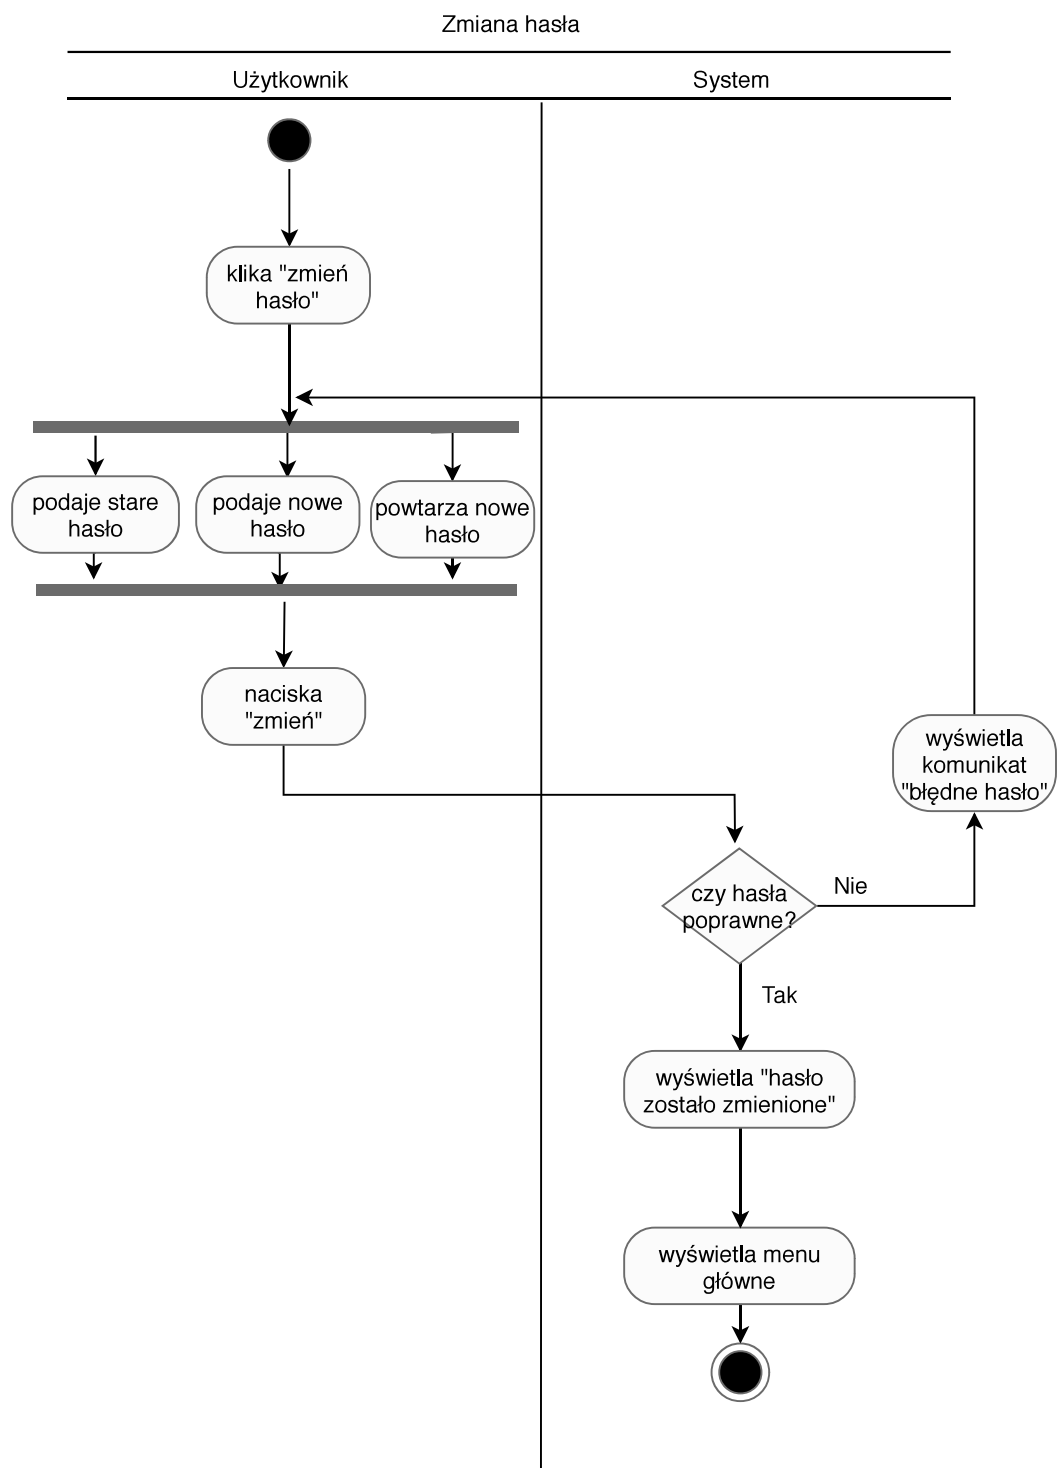 Zmiana hasła
Użytkownik
System
klika "zmień
hasło"
podaje stare
hasło
podaje nowe
hasło
powtarza nowe
hasło
naciska
"zmień"
wyświetla
komunikat
"błędne hasło"
czy hasła
poprawne?
Nie
Tak
wyświetla "hasło
zostało zmienione"
wyświetla menu
główne